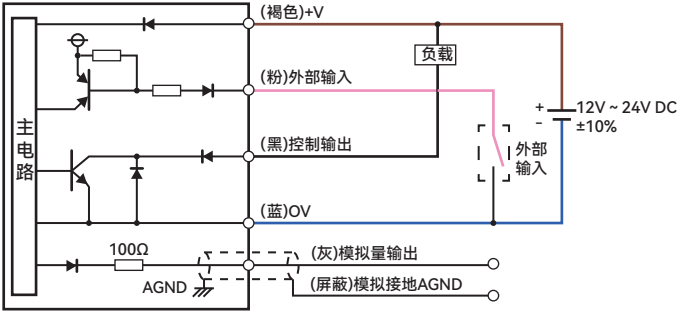 (褐色)+V
负载
(粉)外部输入
+ 12V ~ 24V DC
- ±10%
主电路
(黑)控制输出
外部
输入
(蓝)OV
100Ω
(灰)模拟量输出
AGND
(屏蔽)模拟接地AGND